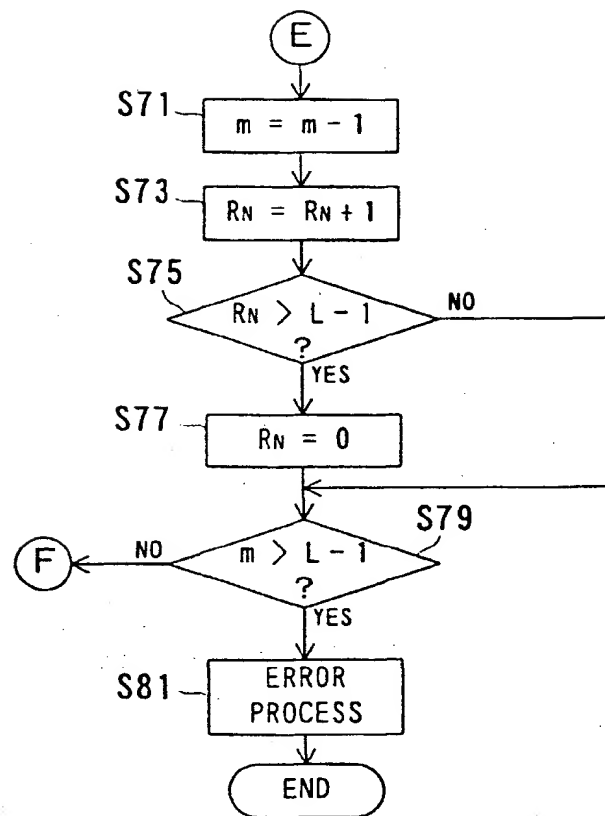 E
S71
m = m - 1
S73
RN = RN + 1
S75
RN > L - 1
?
NO
YES
S77
RN = 0
S79
m > L - 1
?
NO
F
YES
S81
ERROR
PROCESS
END